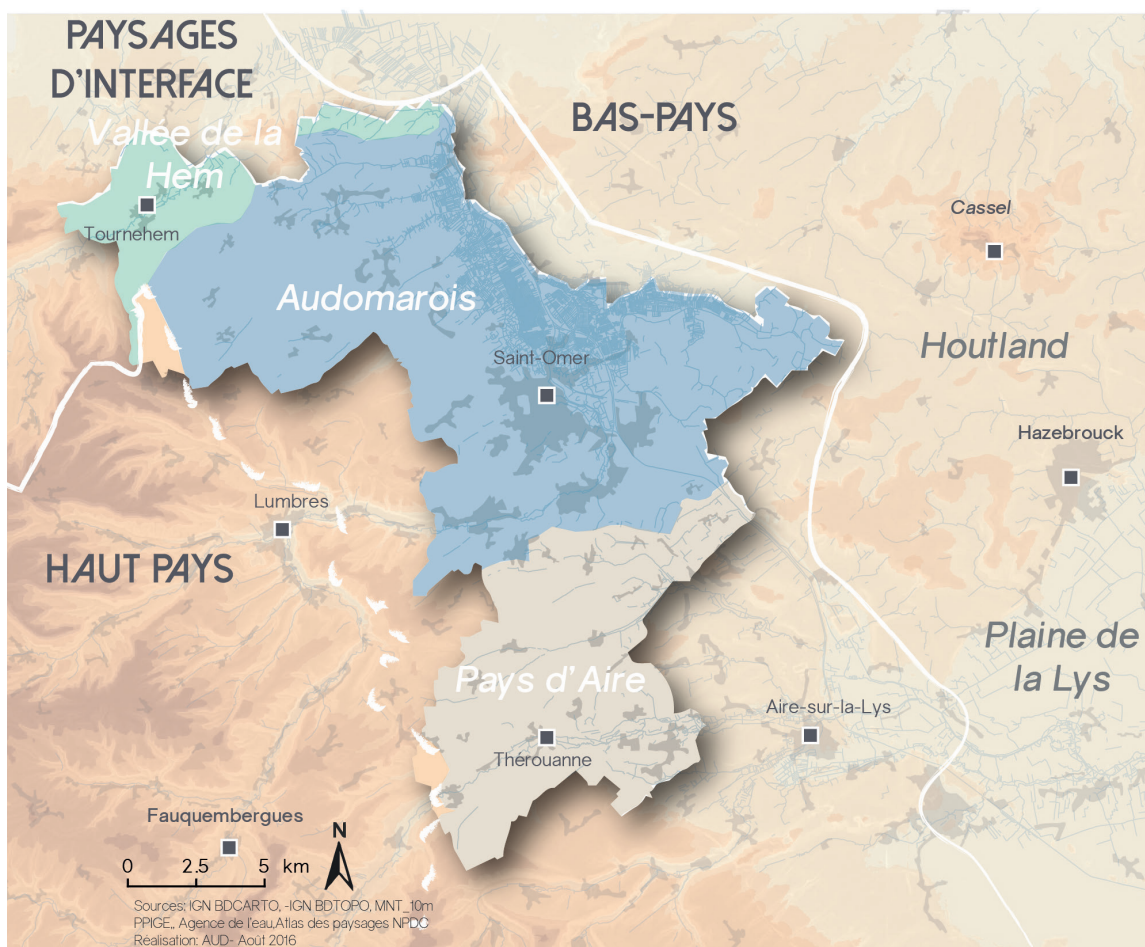 PAYSAGES
D'INTERFACE
BAS-PAYS
Vallée de la
Hem
Tournehem
Cassel
Audomarois
Houtland
Saint-Omer
Hazebrouck
Lumbres
HAUT PAYS
Plaine de
la Lys
Pays d'Aire
Aire-sur-la-Lys
Thérouanne
Fauquembergues
N
0 2.5 5 km
Sources: IGN BDCARTO, -IGN BDTOPO, MNT_10m
PPIGE,, Agence de l'eau,Atlas des paysages NPDC
Réalisation: AUD- Août 2016